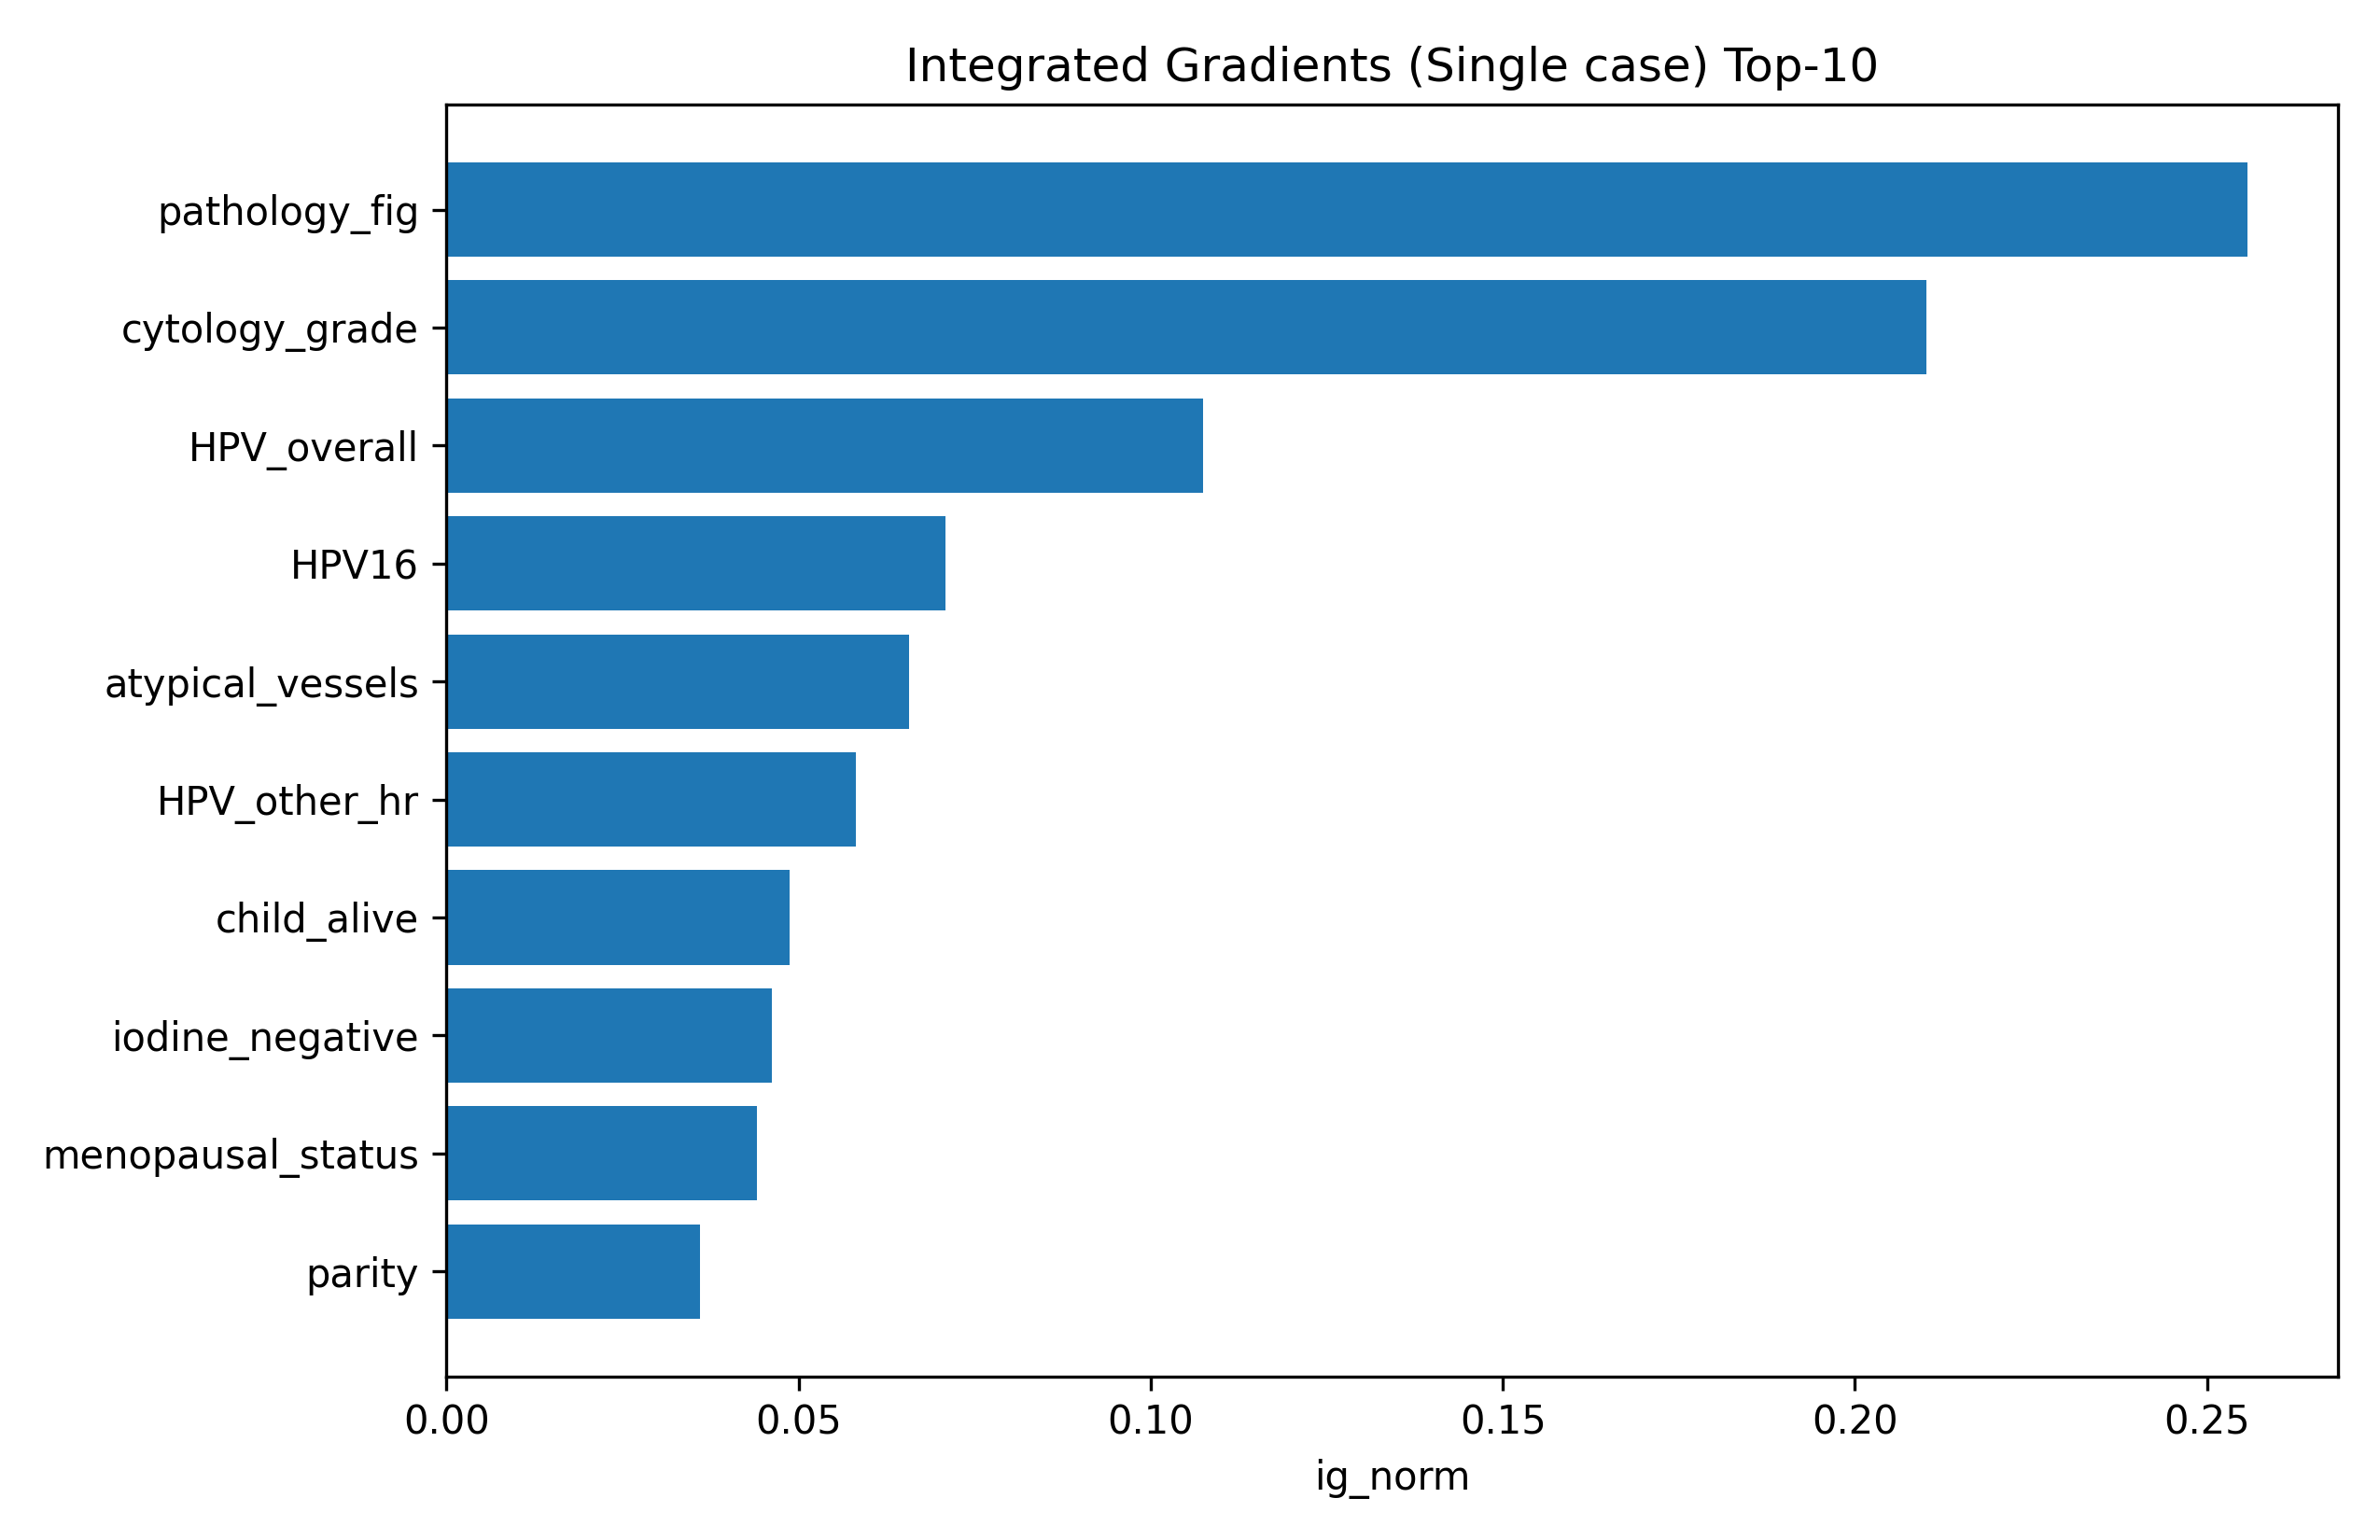 Integrated Gradients (Single case) Top-10
pathology_fig
cytology_grade
HPV_overall
HPV16
atypical_vessels
HPV_other_hr
child_alive
iodine_negative
menopausal_status
parity
0.00 0.05 0.10 0.15 0.20 0.25
ig_norm